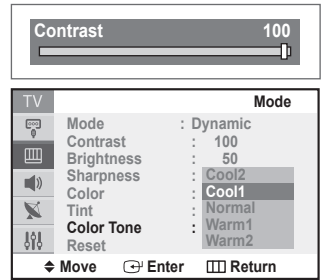 Contrast 100
TV Mode
Mode : Dynamic
Contrast : 100
Brightness : 50
Sharpness : Cool2
Color : Cool1
Tint : Normal
Color Tone : Warm1
Reset Warm2
Move Enter Return